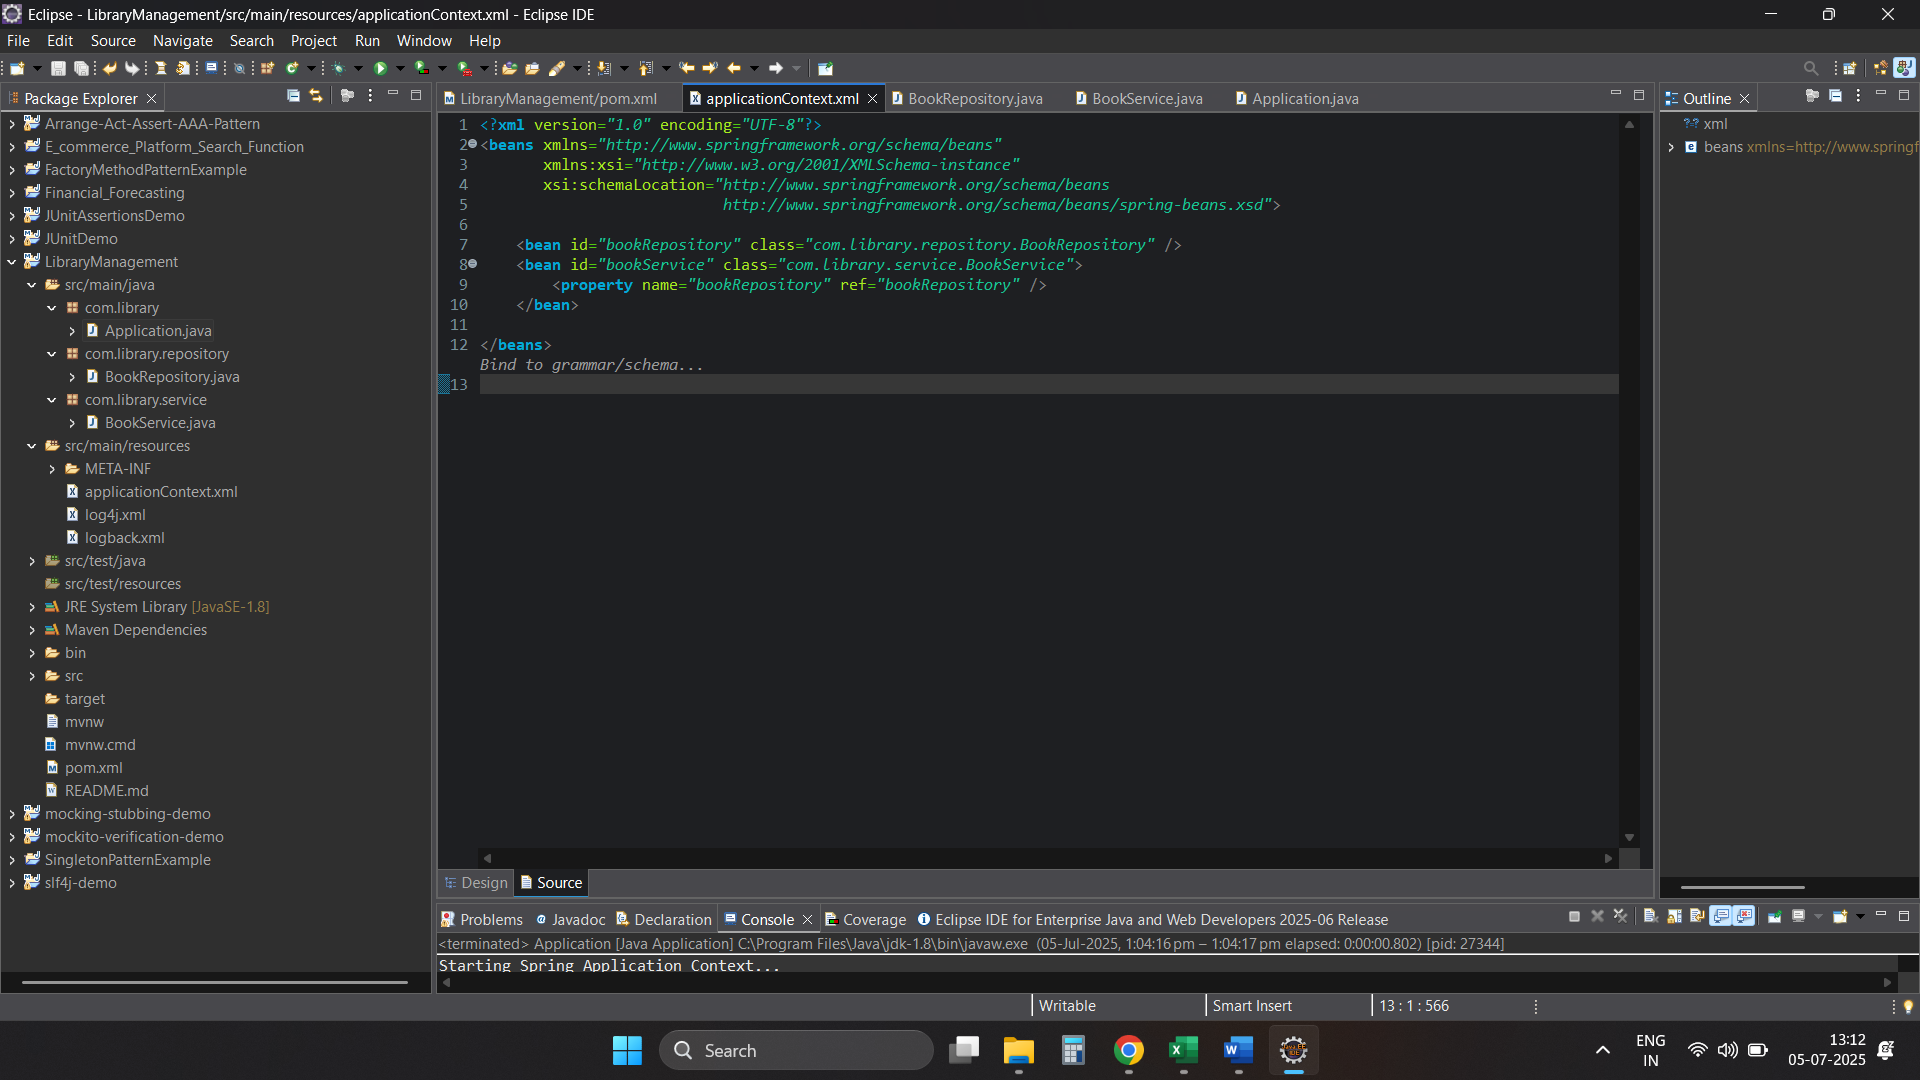 Eclipse - LibraryManagement/src/main/resources/applicationContext.xml - Eclipse IDE
File Edit Source Navigate Search Project Run Window Help
Package Explorer
Arrange-Act-Assert-AAA-Pattern
E_commerce_Platform_Search_Function
FactoryMethodPatternExample
Financial_Forecasting
JUnitAssertionsDemo
JUnitDemo
LibraryManagement
src/main/java
com.library
Application.java
com.library.repository
BookRepository.java
com.library.service
BookService.java
src/main/resources
META-INF
applicationContext.xml
log4j.xml
logback.xml
src/test/java
src/test/resources
JRE System Library [JavaSE-1.8]
Maven Dependencies
bin
src
target
mvnw
mvnw.cmd
pom.xml
README.md
mocking-stubbing-demo
mockito-verification-demo
SingletonPatternExample
slf4j-demo
LibraryManagement/pom.xml applicationContext.xml BookRepository.java BookService.java Application.java
1 <?xml version="1.0" encoding="UTF-8"?>
2 <beans xmlns="http://www.springframework.org/schema/beans"
3 xmlns:xsi="http://www.w3.org/2001/XMLSchema-instance"
4 xsi:schemaLocation="http://www.springframework.org/schema/beans
5 http://www.springframework.org/schema/beans/spring-beans.xsd">
6
7 <bean id="bookRepository" class="com.library.repository.BookRepository" />
8 <bean id="bookService" class="com.library.service.BookService">
9 <property name="bookRepository" ref="bookRepository" />
10 </bean>
11
12 </beans>
Bind to grammar/schema...
13
Design Source
Outline
xml
beans xmlns=http://www.springf
Problems Javadoc Declaration Console Coverage Eclipse IDE for Enterprise Java and Web Developers 2025-06 Release
<terminated> Application [Java Application] C:\Program Files\Java\jdk-1.8\bin\javaw.exe (05-Jul-2025, 1:04:16 pm – 1:04:17 pm elapsed: 0:00:00.802) [pid: 27344]
Starting Spring Application Context...
Writable Smart Insert 13 : 1 : 566
Search
ENG
IN
13:12
05-07-2025